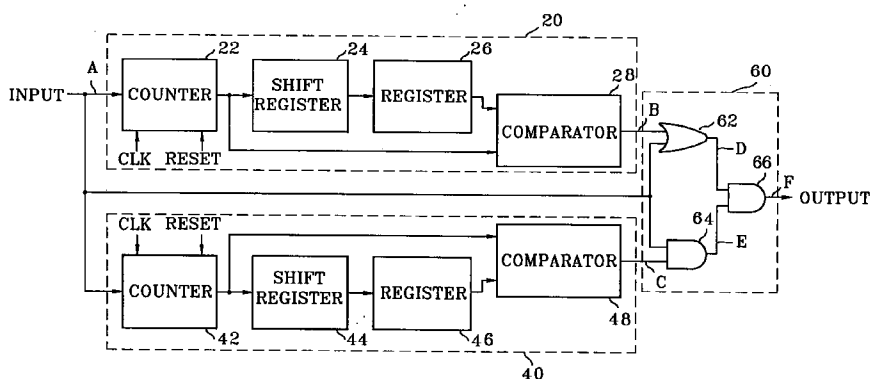 20
22
24
26
28
60
A
INPUT
COUNTER
SHIFT
REGISTER
REGISTER
COMPARATOR
B
62
D
66
F
OUTPUT
CLK RESET
CLK RESET
64
E
C
COUNTER
SHIFT
REGISTER
REGISTER
COMPARATOR
42
44
46
48
40